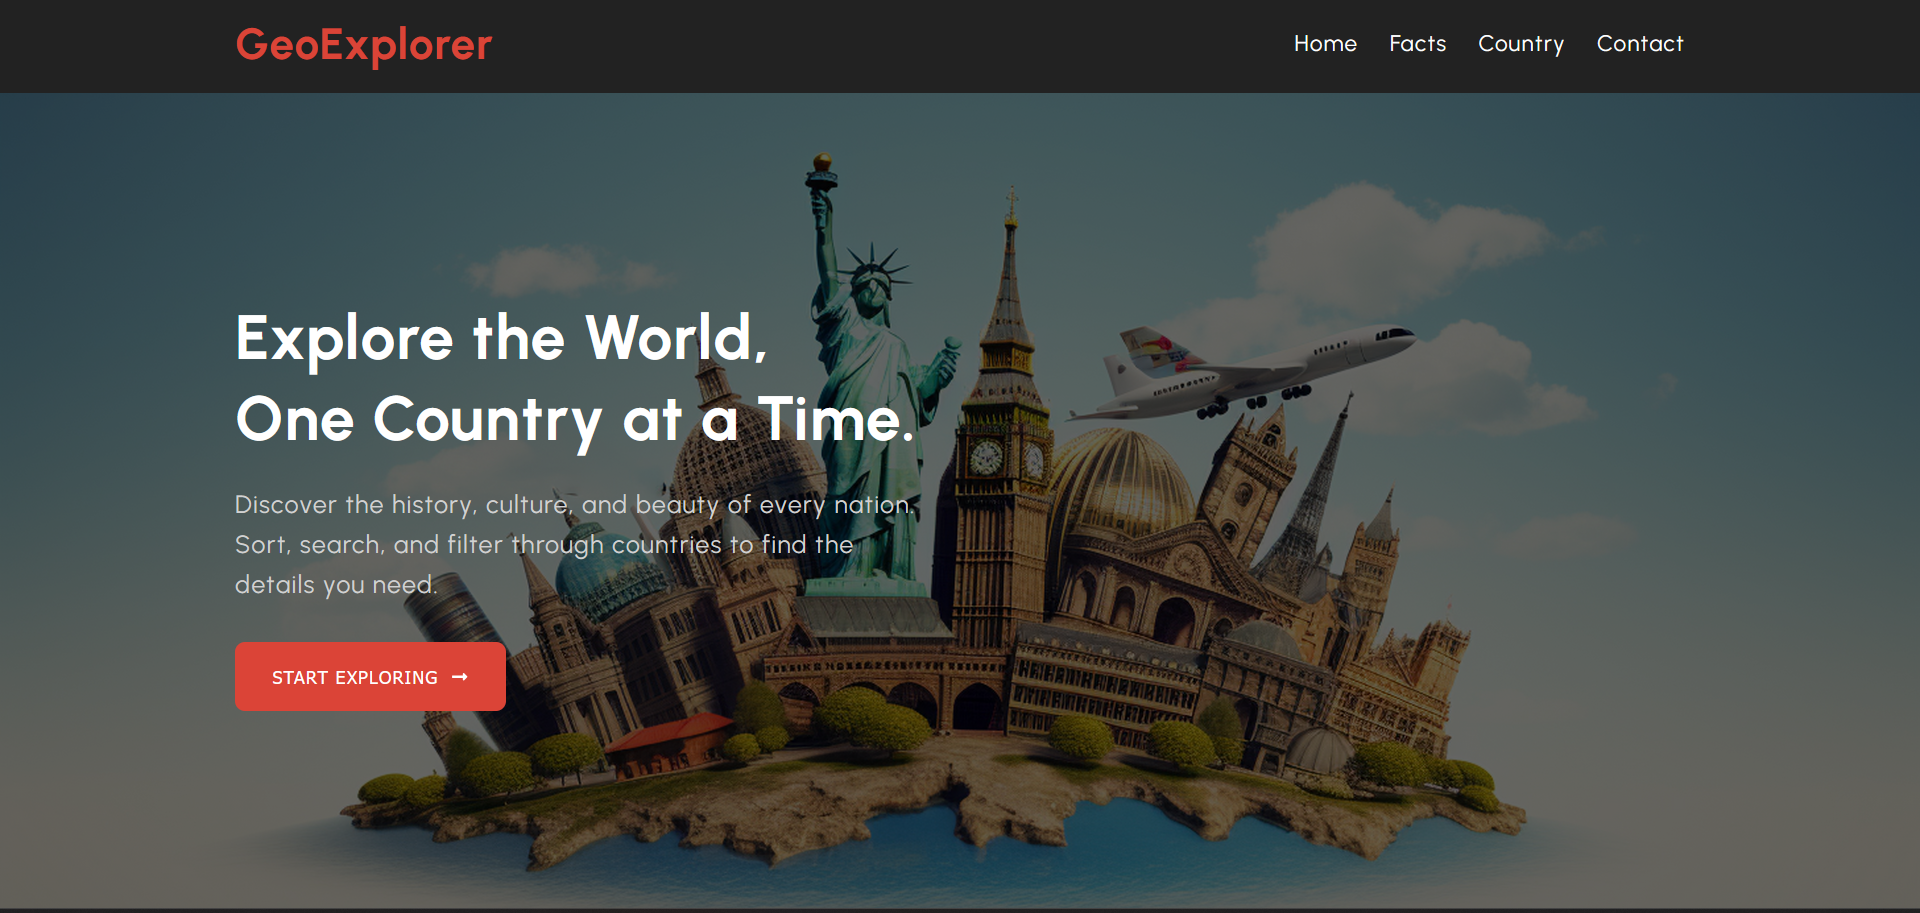 GeoExplorer
Home Facts Country Contact
Explore the World,
One Country at a Time.
Discover the history, culture, and beauty of every nation.
Sort, search, and filter through countries to find the
details you need.
START EXPLORING →